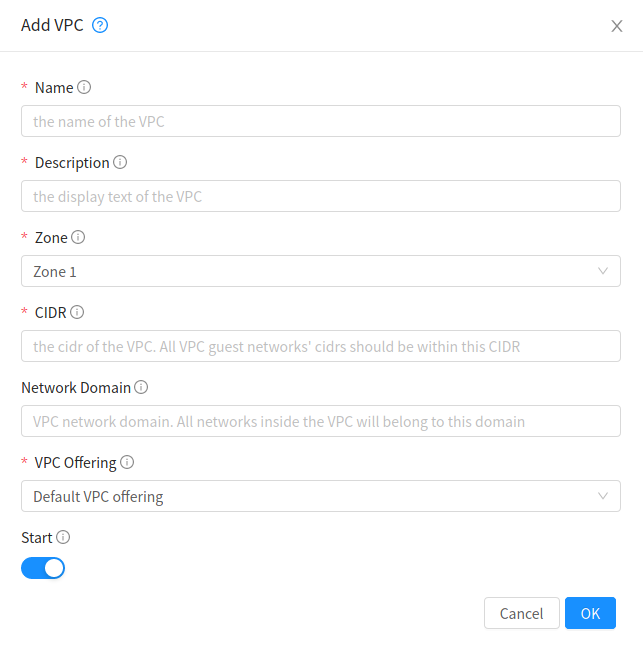 Add VPC
* Name
the name of the VPC
* Description
the display text of the VPC
* Zone
Zone 1
* CIDR
the cidr of the VPC. All VPC guest networks' cidrs should be within this CIDR
Network Domain
VPC network domain. All networks inside the VPC will belong to this domain
* VPC Offering
Default VPC offering
Start
Cancel OK